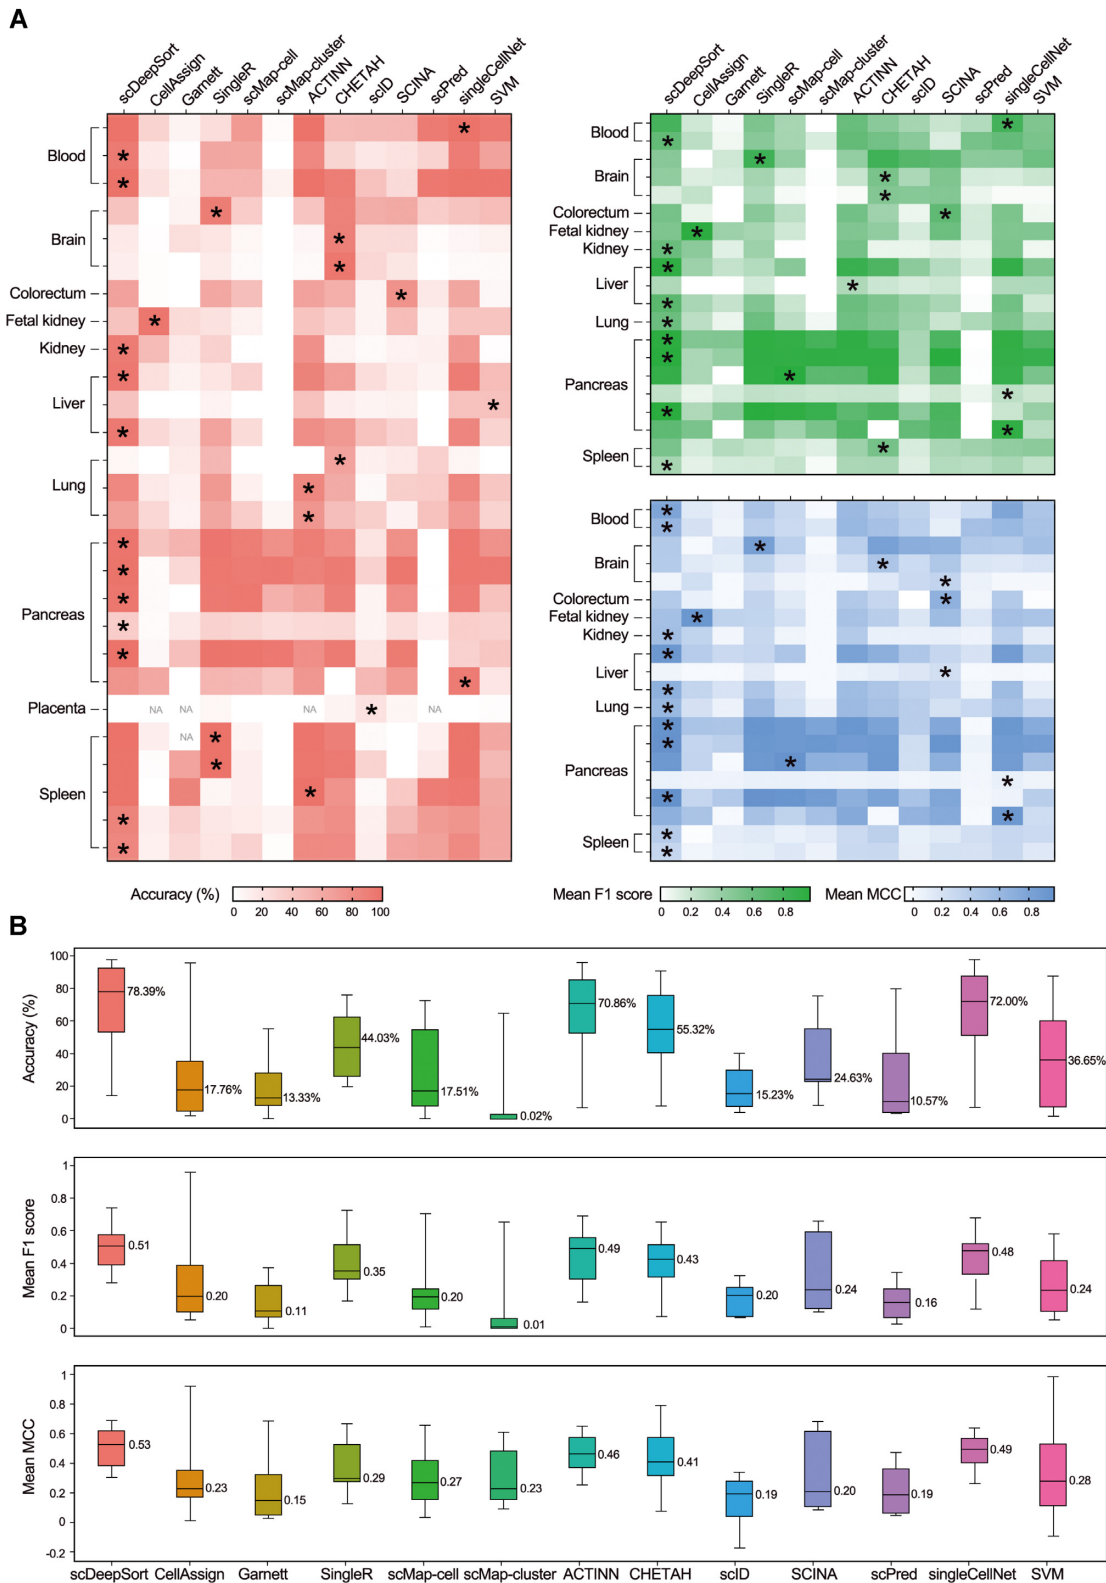 A
scDeepSort CellAssign Garnett SingleR scMap-cell scMap-cluster ACTINN CHETAH scID SCINA scPred singleCellNet SVM
Blood
Brain
Colorectum
Fetal kidney
Kidney
Liver
Lung
Pancreas
Placenta NA NA NA NA
NA
Spleen
Accuracy (%)
0 20 40 60 80 100
scDeepSort CellAssign Garnett SingleR scMap-cell scMap-cluster ACTINN CHETAH scID SCINA scPred singleCellNet SVM
Blood
Brain
Colorectum
Fetal kidney
Kidney
Liver
Lung
Pancreas
Spleen
Blood
Brain
Colorectum
Fetal kidney
Kidney
Liver
Lung
Pancreas
Spleen
Mean F1 score
0 0.2 0.4 0.6 0.8
Mean MCC
0 0.2 0.4 0.6 0.8
B
Accuracy (%)
100
80
60
40
20
0
78.39% 17.76% 13.33% 44.03% 17.51% 0.02% 70.86% 55.32% 15.23% 24.63% 10.57% 72.00% 36.65%
Mean F1 score
1
0.8
0.6
0.4
0.2
0
0.51 0.20 0.11 0.35 0.20 0.01 0.49 0.43 0.20 0.24 0.16 0.48 0.24
Mean MCC
1
0.8
0.6
0.4
0.2
0
-0.2
0.53 0.23 0.15 0.29 0.27 0.23 0.46 0.41 0.19 0.20 0.19 0.49 0.28
scDeepSort CellAssign Garnett SingleR scMap-cell scMap-cluster ACTINN CHETAH scID SCINA scPred singleCellNet SVM